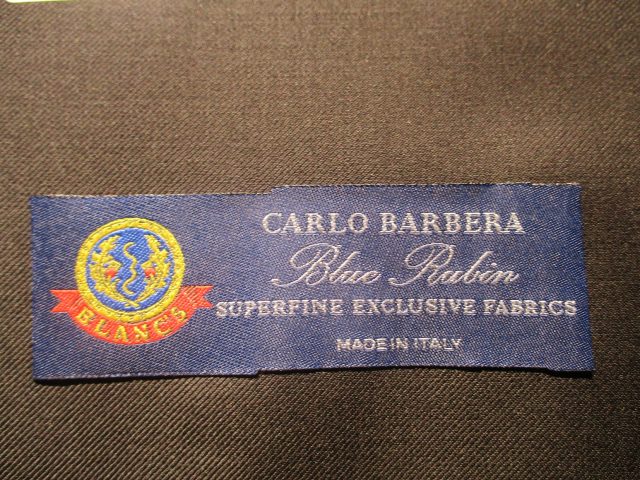 CARLO BARBERA
Blue Rubin
SUPERFINE EXCLUSIVE FABRICS
MADE IN ITALY
BLANCS